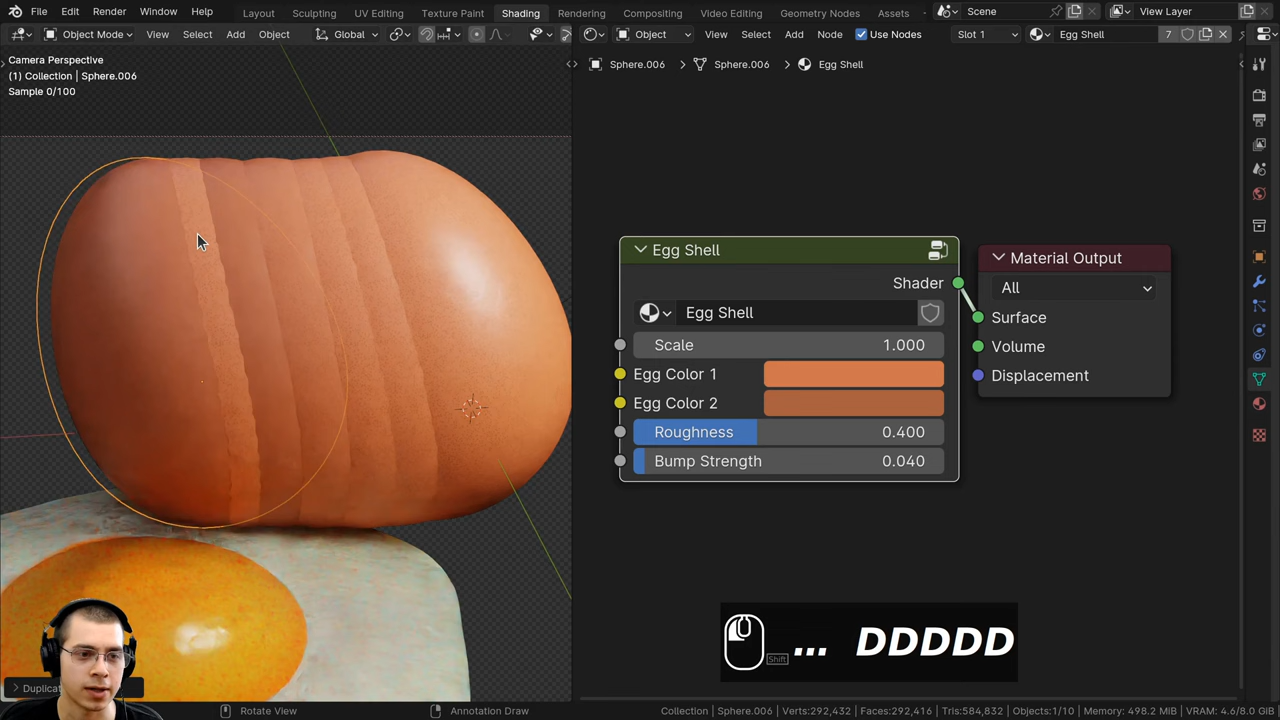 File Edit Render Window Help Layout Sculpting UV Editing Texture Paint Shading Rendering Compositing Video Editing Geometry Nodes Assets Scene View Layer
Object Mode View Select Add Object Global
Object View Select Add Node Use Nodes Slot 1 Egg Shell 7
Camera Perspective
(1) Collection | Sphere.006
Sample 0/100
Sphere.006 Sphere.006 Egg Shell
Egg Shell
Shader
Egg Shell
Scale 1.000
Egg Color 1
Egg Color 2
Roughness 0.400
Bump Strength 0.040
Material Output
All
Surface
Volume
Displacement
Shift ... DDDDD
Duplicat
Rotate View Annotation Draw Collection | Sphere.006 | Verts:292,432 | Faces:292,416 | Tris:584,832 | Objects:1/10 | Memory: 498.2 MiB | VRAM: 4.6/8.0 GiB